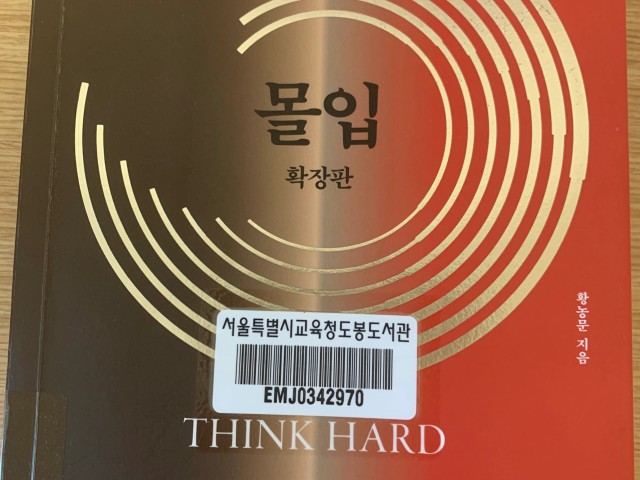 몰입
확장판
황농문 지음
서울특별시교육청도봉도서관
EMJ0342970
THINK HARD